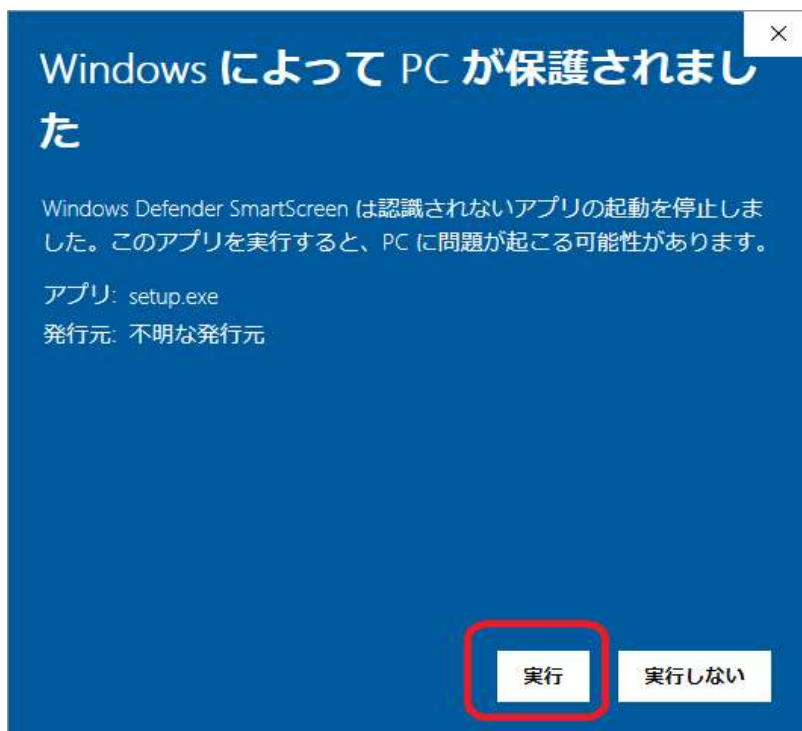 Windows によって PC が保護されまし
た
Windows Defender SmartScreen は認識されないアプリの起動を停止しま
した。このアプリを実行すると、PC に問題が起こる可能性があります。
アプリ: setup.exe
発行元: 不明な発行元
実行 実行しない